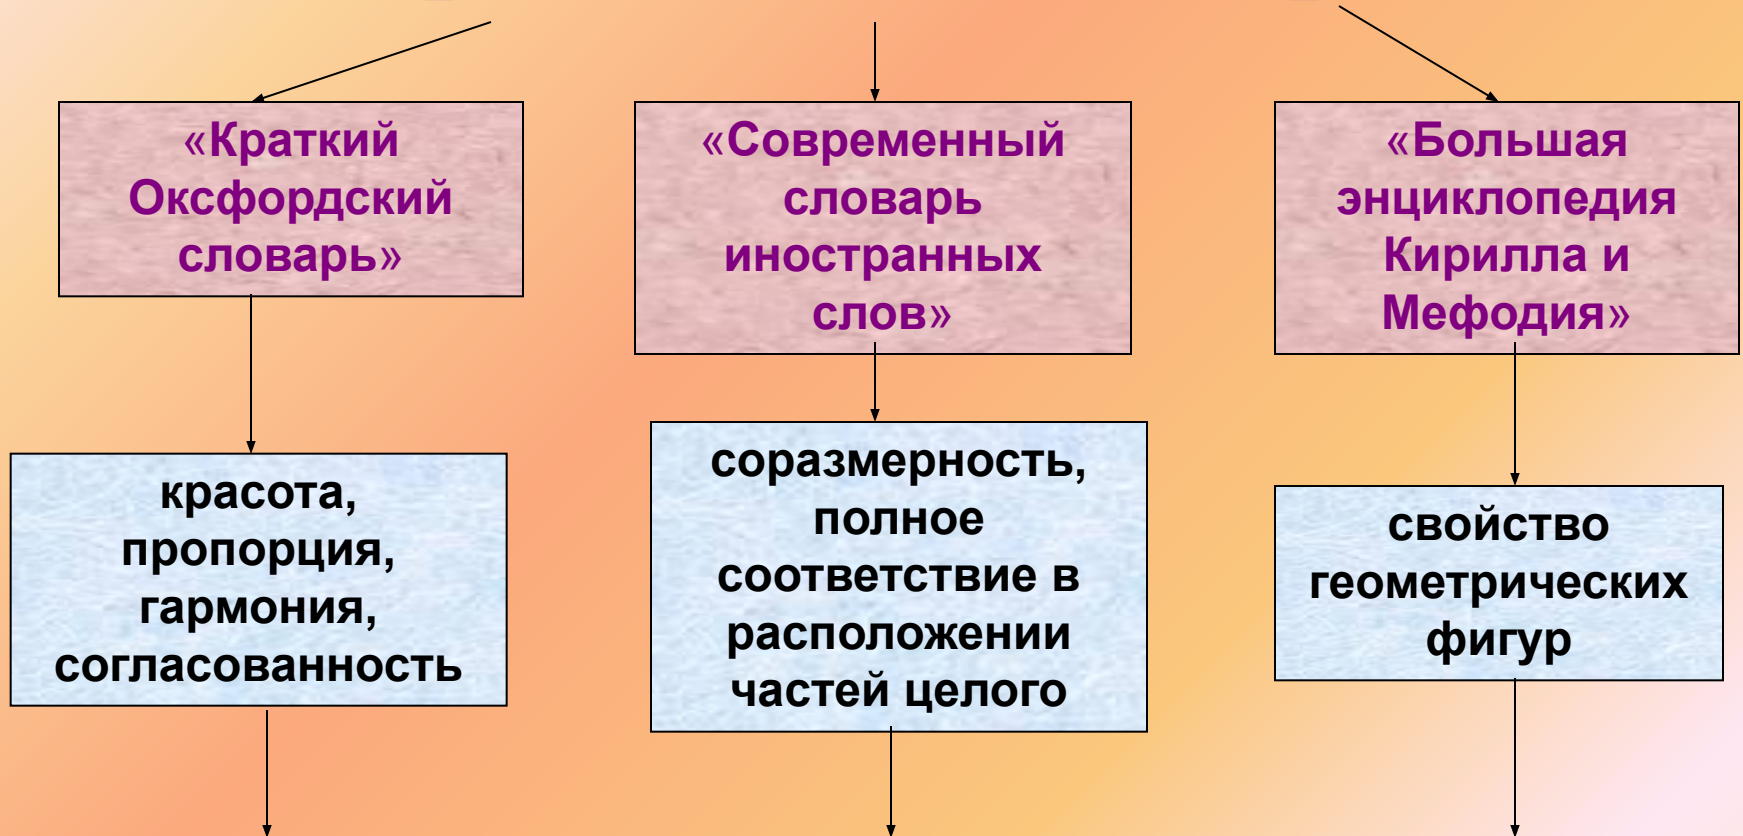 «Краткий
Оксфордский
словарь»
«Современный
словарь
иностранных
слов»
«Большая
энциклопедия
Кирилла и
Мефодия»
красота,
пропорция,
гармония,
согласованность
соразмерность,
полное
соответствие в
расположении
частей целого
свойство
геометрических
фигур